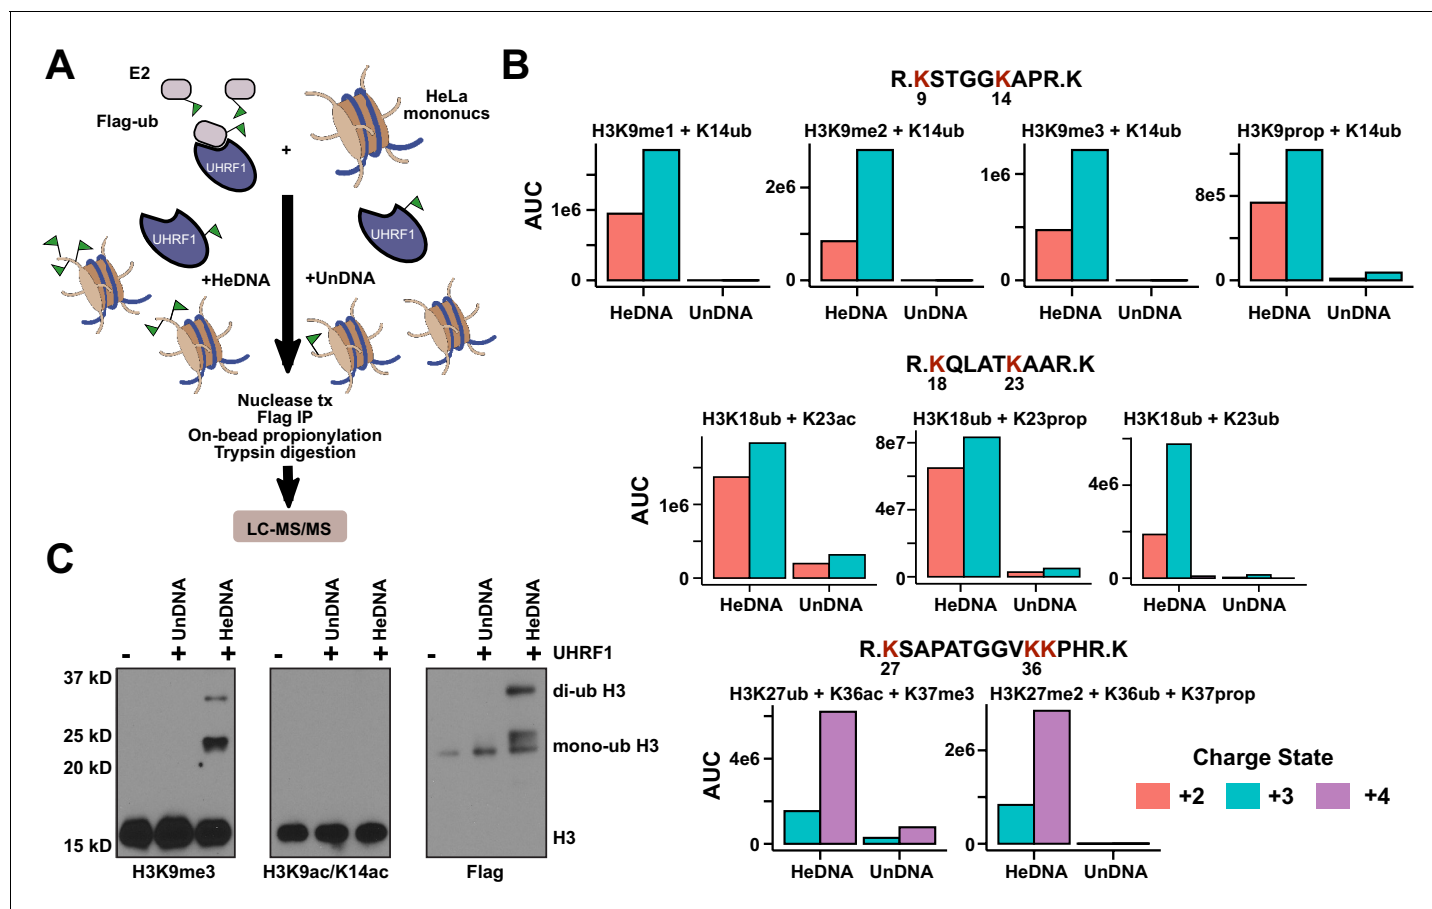 A
E2
Flag-ub
HeLa
mononucs
UHRF1
+
UHRF1
UHRF1
+HeDNA
+UnDNA
Nuclease tx
Flag IP
On-bead propionylation
Trypsin digestion
LC-MS/MS
B
R.KSTGGKAPR.K
9 14
H3K9me1 + K14ub
H3K9me2 + K14ub
H3K9me3 + K14ub
H3K9prop + K14ub
AUC
1e6
0
HeDNA UnDNA
2e6
0
HeDNA UnDNA
1e6
0
HeDNA UnDNA
8e5
0
HeDNA UnDNA
R.KQLATKAAR.K
18 23
H3K18ub + K23ac
H3K18ub + K23prop
H3K18ub + K23ub
AUC
1e6
0
HeDNA UnDNA
8e7
4e7
0
HeDNA UnDNA
4e6
0
HeDNA UnDNA
R.KSAPATGGVKKPHR.K
27 36
H3K27ub + K36ac + K37me3
H3K27me2 + K36ub + K37prop
AUC
4e6
0
HeDNA UnDNA
2e6
0
HeDNA UnDNA
Charge State
+2 +3 +4
C
UnDNA HeDNA UnDNA HeDNA UnDNA HeDNA
- + + - + + - + + UHRF1
37 kD
25 kD
20 kD
15 kD
di-ub H3
mono-ub H3
H3
H3K9me3
H3K9ac/K14ac
Flag